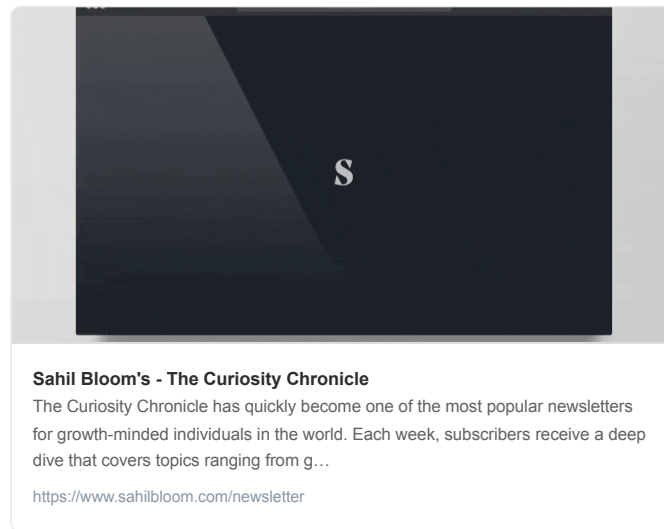 S
Sahil Bloom's - The Curiosity Chronicle
The Curiosity Chronicle has quickly become one of the most popular newsletters
for growth-minded individuals in the world. Each week, subscribers receive a deep
dive that covers topics ranging from g…
https://www.sahilbloom.com/newsletter